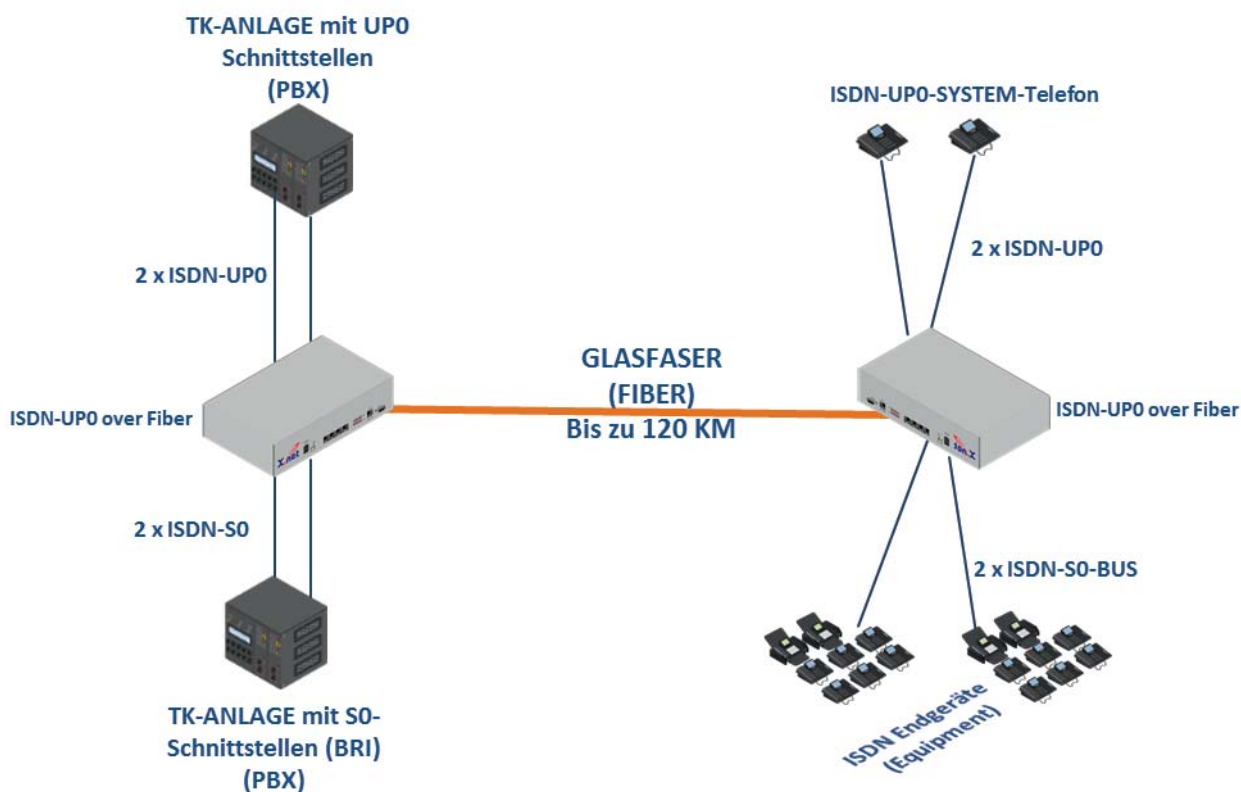 TK-ANLAGE mit UP0
Schnittstellen
(PBX)
ISDN-UP0-SYSTEM-Telefon
2 x ISDN-UP0
2 x ISDN-UP0
GLASFASER
(FIBER)
Bis zu 120 KM
ISDN-UP0 over Fiber
ISDN-UP0 over Fiber
X.net
2 x ISDN-S0
2 x ISDN-S0-BUS
TK-ANLAGE mit S0-
Schnittstellen (BRI)
(PBX)
ISDN Endgeräte
(Equipment)